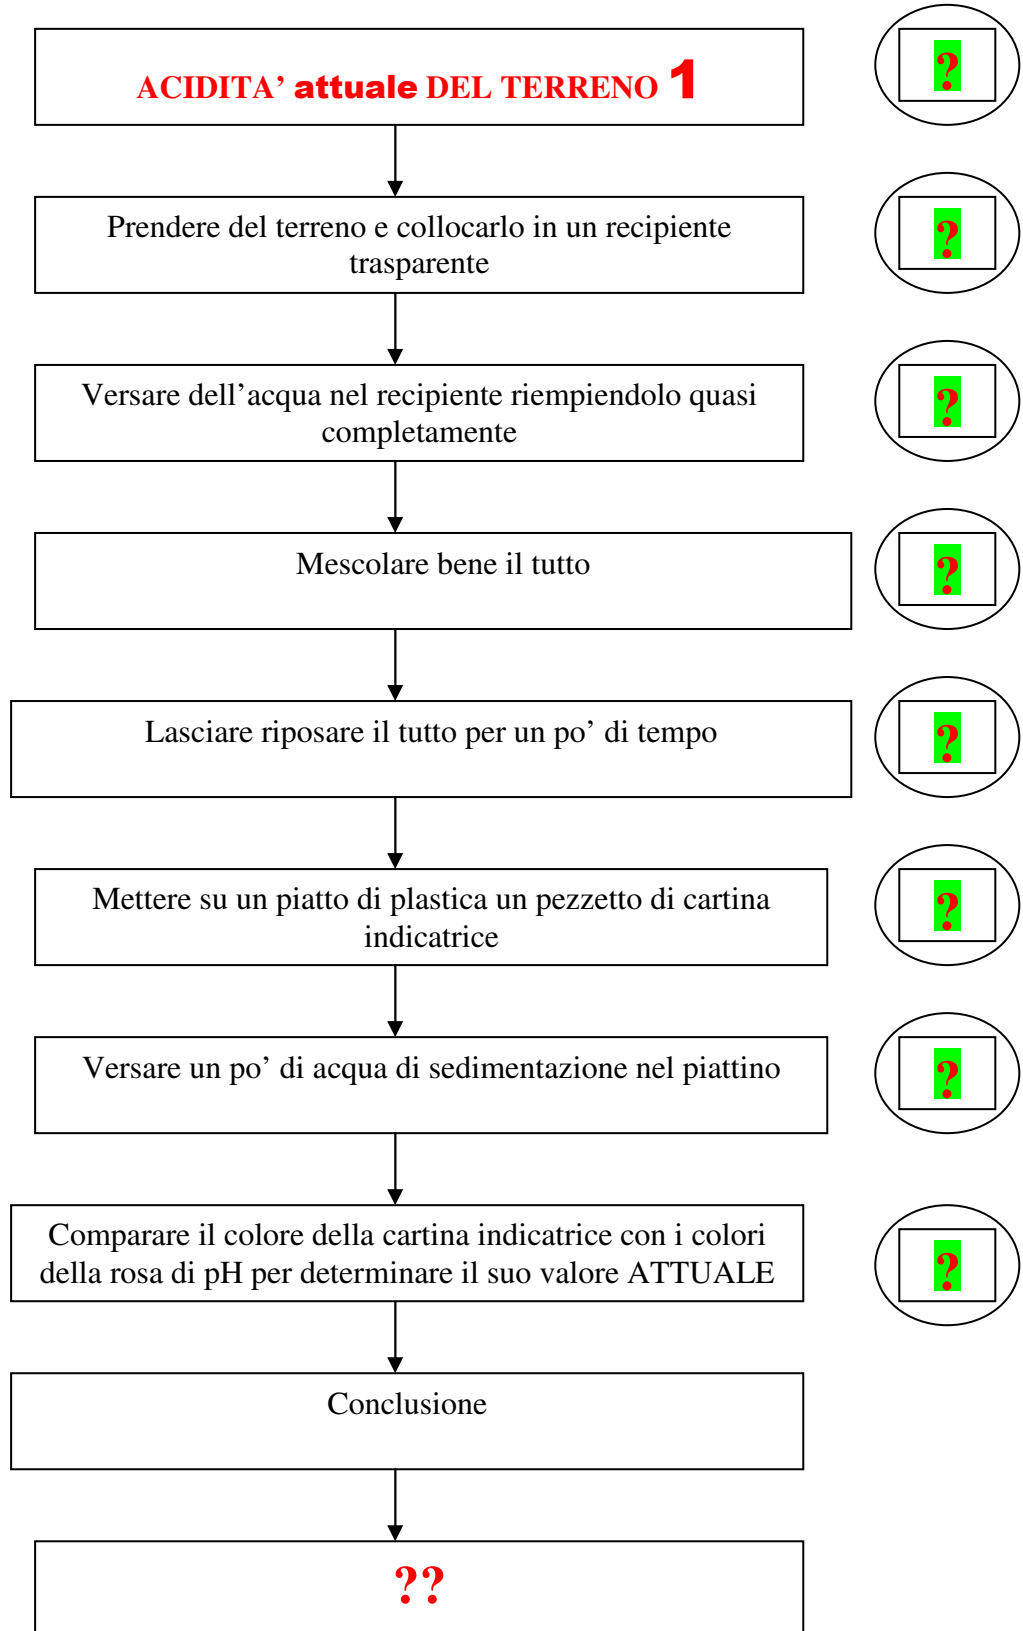 ACIDITA’ attuale DEL TERRENO 1
?
Prendere del terreno e collocarlo in un recipiente
trasparente
?
Versare dell’acqua nel recipiente riempiendolo quasi
completamente
?
Mescolare bene il tutto
?
Lasciare riposare il tutto per un po’ di tempo
?
Mettere su un piatto di plastica un pezzetto di cartina
indicatrice
?
Versare un po’ di acqua di sedimentazione nel piattino
?
Comparare il colore della cartina indicatrice con i colori
della rosa di pH per determinare il suo valore ATTUALE
?
Conclusione
??